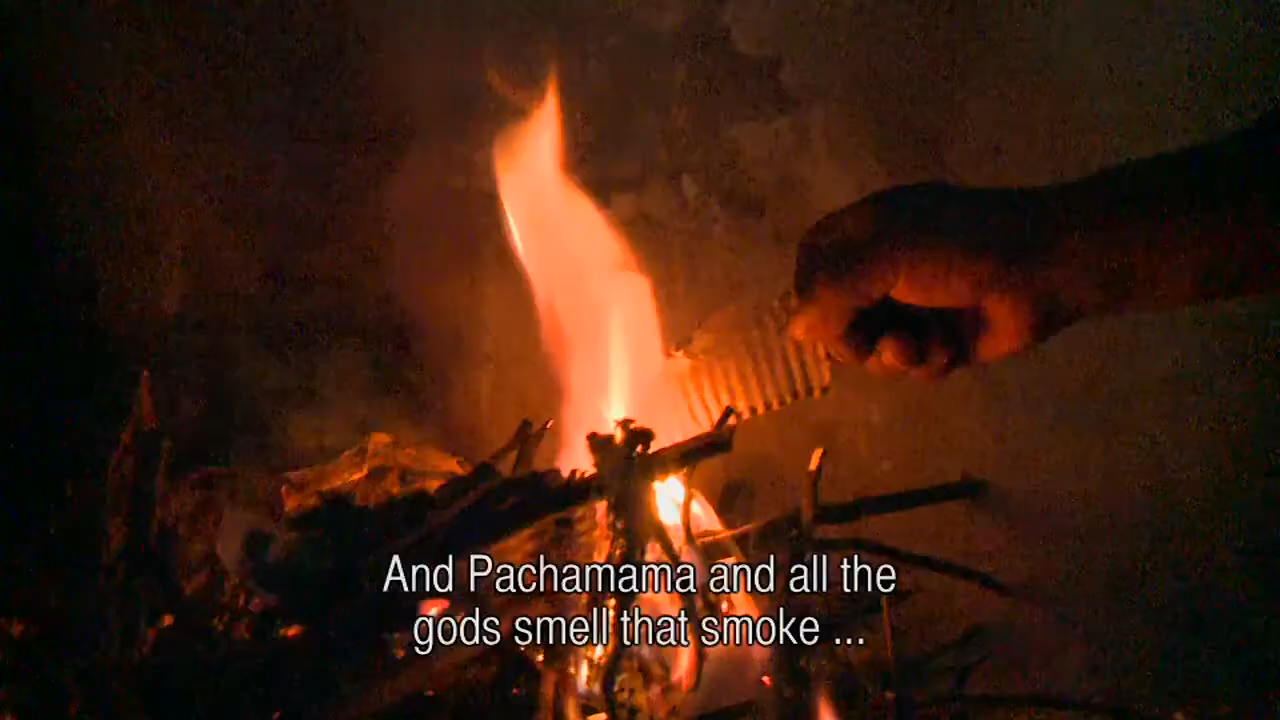 And Pachamama and all the
gods smell that smoke ...